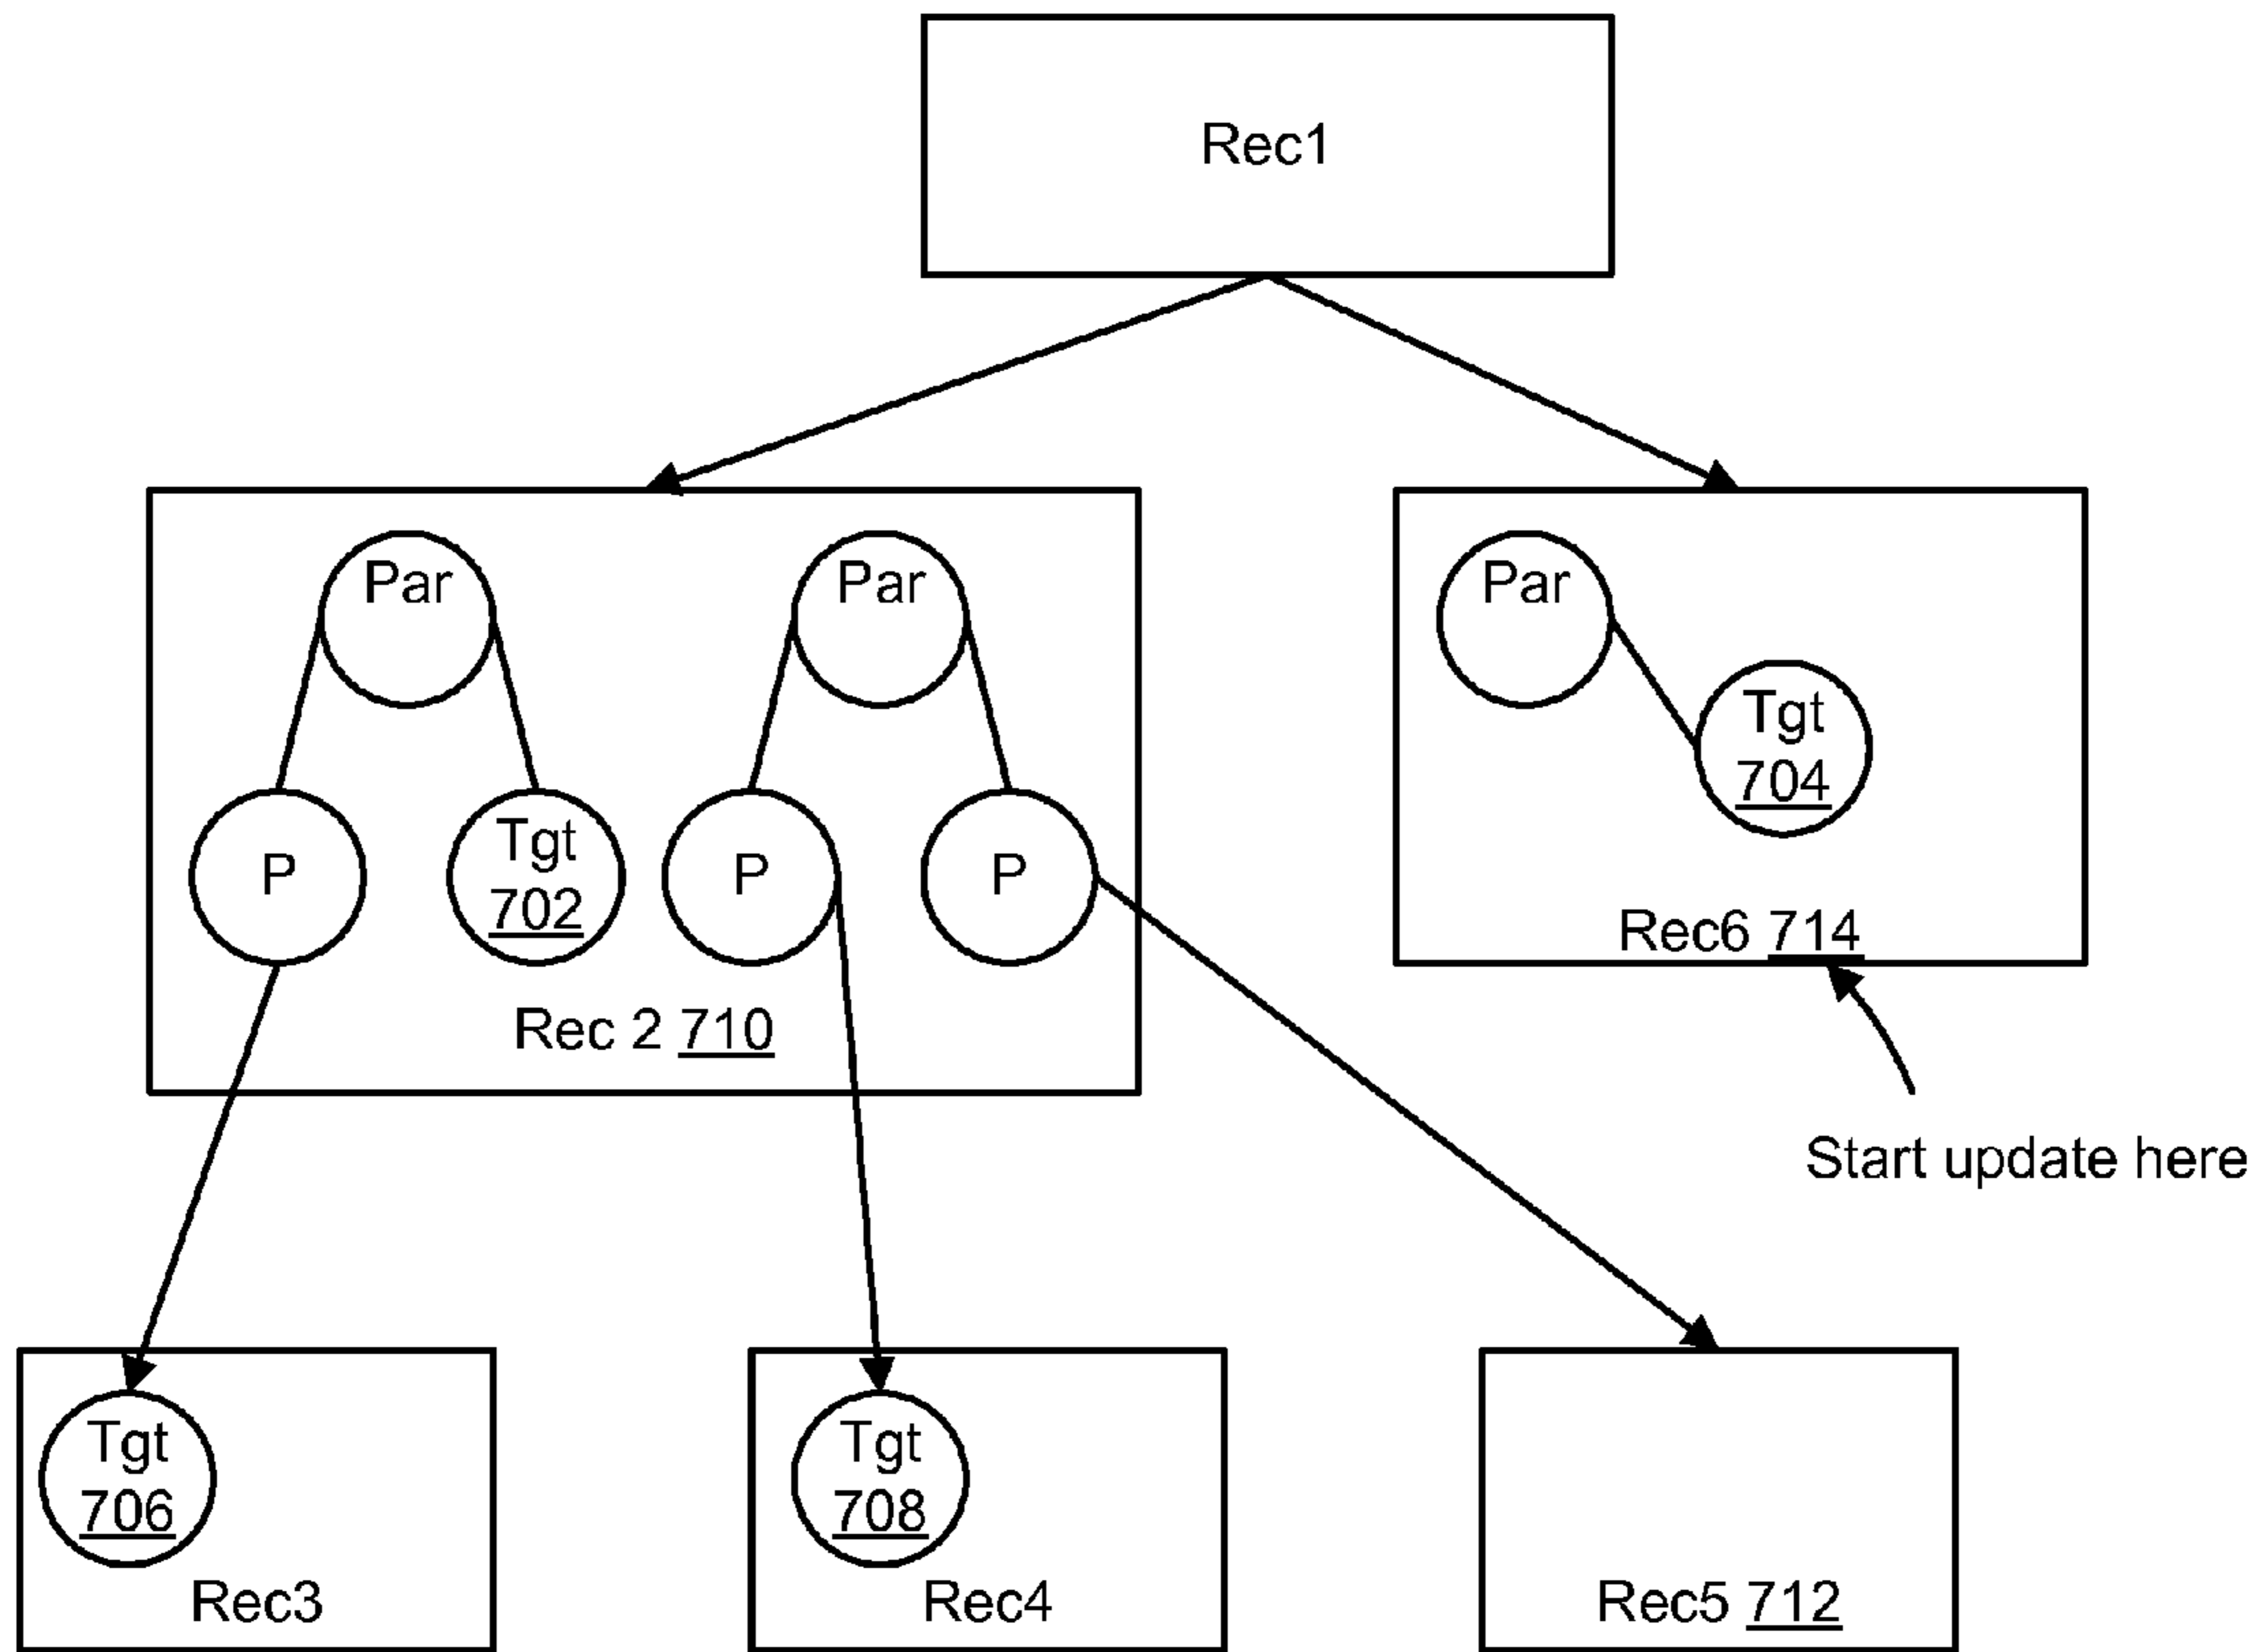 Rec1
Par
Par
Par
Tgt
704
P
Tgt
702
P
P
Rec6 714
Rec 2 710
Start update here
Tgt
706
Tgt
708
Rec3
Rec4
Rec5 712